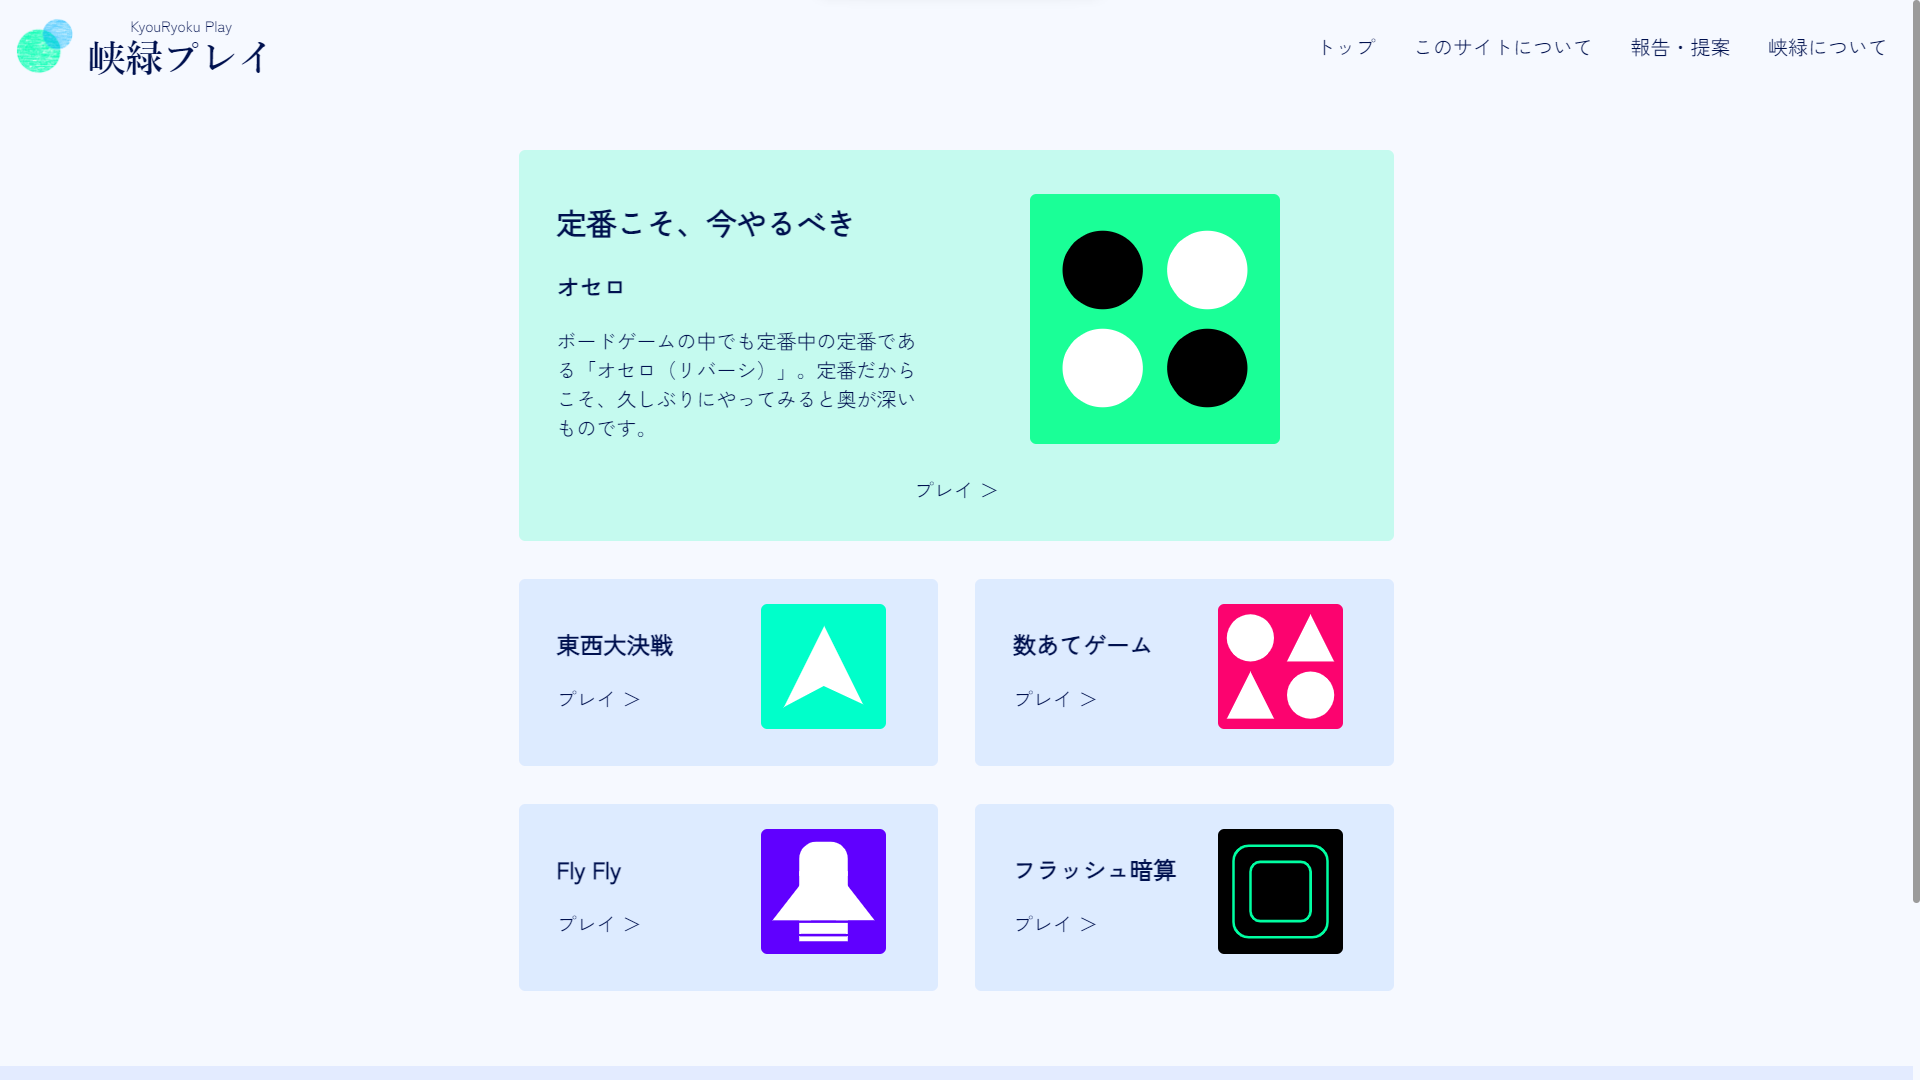 KyouRyoku Play
峡緑プレイ
トップ
このサイトについて
報告・提案
峡緑について
定番こそ、今やるべき
オセロ
ボードゲームの中でも定番中の定番であ
る「オセロ（リバーシ）」。定番だから
こそ、久しぶりにやってみると奥が深い
ものです。
プレイ ＞
東西大決戦
プレイ ＞
数あてゲーム
プレイ ＞
Fly Fly
プレイ ＞
フラッシュ暗算
プレイ ＞